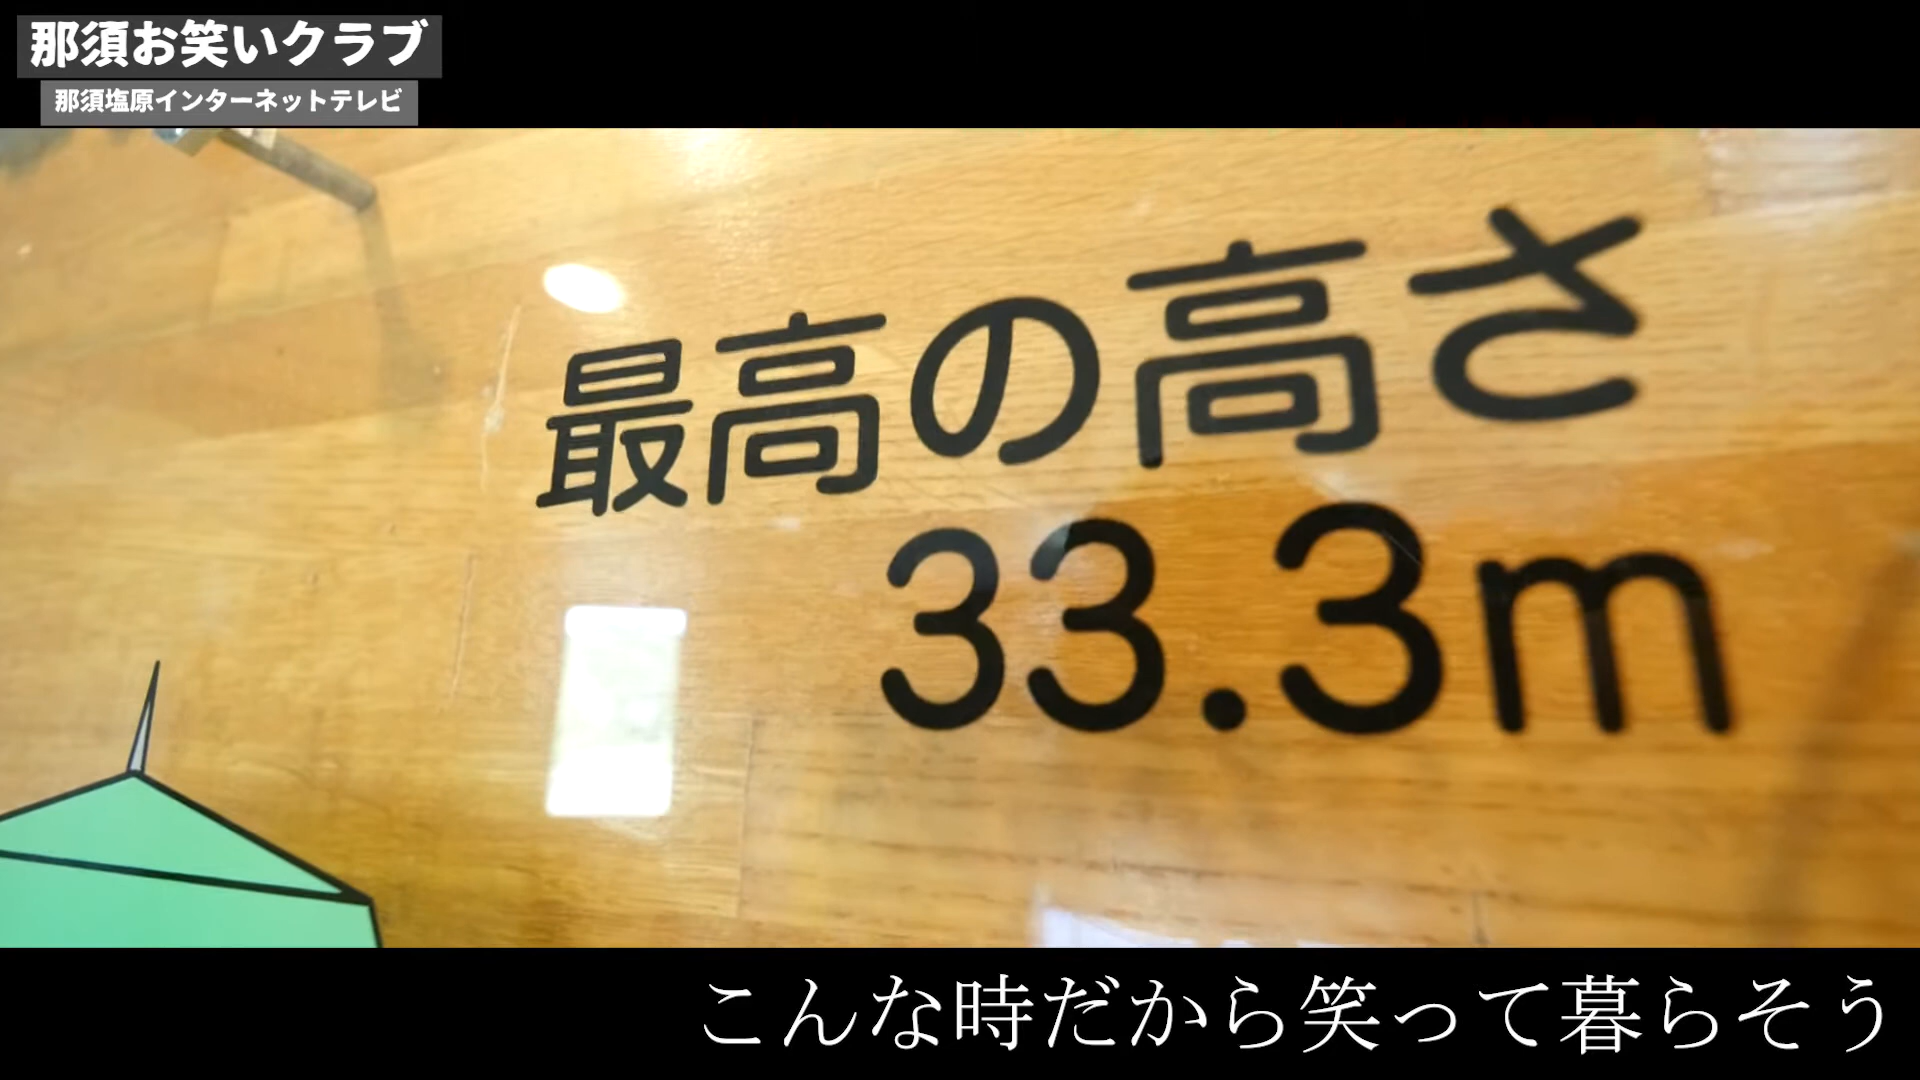 那須お笑いクラブ
那須塩原インターネットテレビ
最高の高さ
33.3m
こんな時だから笑って暮らそう